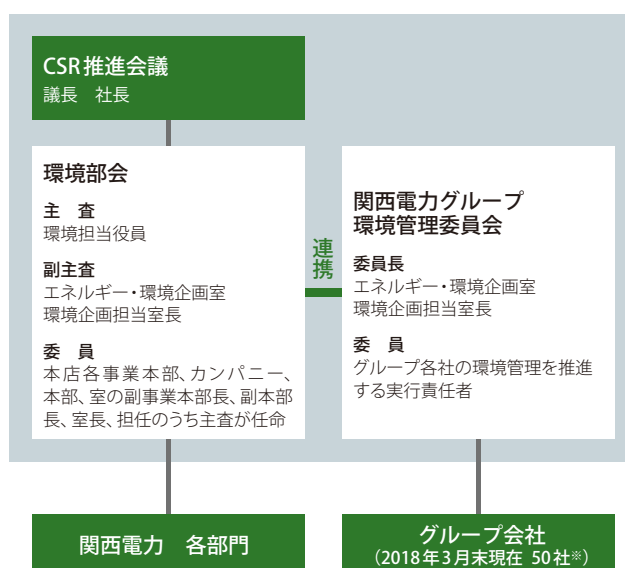 CSR推進会議
議長　社長
環境部会
主　査
環境担当役員
副主査
エネルギー・環境企画室
環境企画担当室長
委　員
本店各事業本部、カンパニー、
本部、室の副事業本部長、副本部
長、室長、担任のうち主査が任命
連携
関西電力グループ
環境管理委員会
委員長
エネルギー・環境企画室
環境企画担当室長
委　員
グループ各社の環境管理を推進
する実行責任者
関西電力　各部門
グループ会社
（2018年3月末現在 50社※）